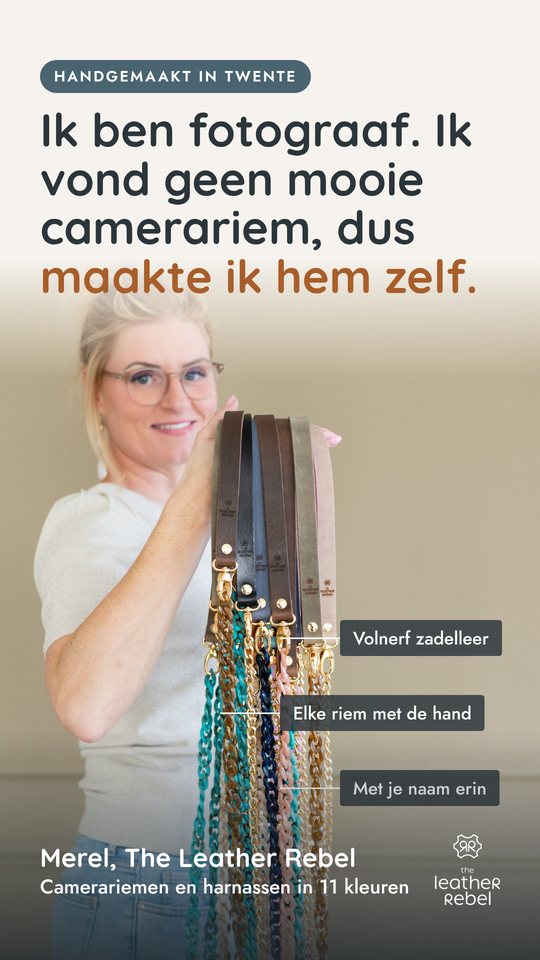 HANDGEMAAKT IN TWENTE
Ik ben fotograaf. Ik
vond geen mooie
camerariem, dus
maakte ik hem zelf.
Volnerf zadelleer
Elke riem met de hand
Met je naam erin
Merel, The Leather Rebel
Camerariemen en harnassen in 11 kleuren
the
leatheR
Rebel